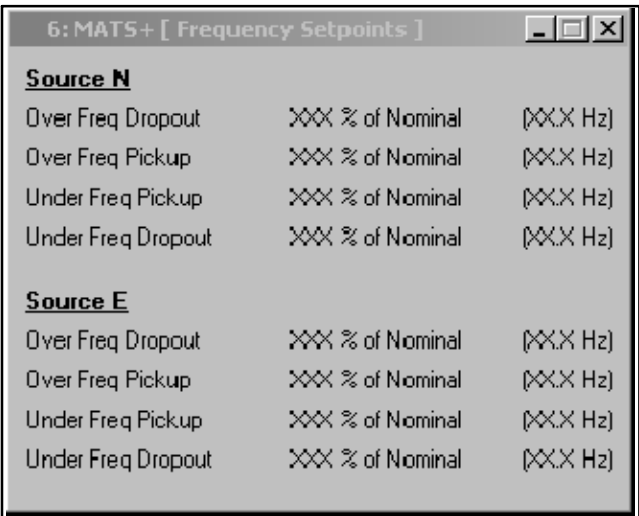 6: MATS+ [ Frequency Setpoints ]
Source N
Over Freq Dropout XXX % of Nominal (XX.X Hz)
Over Freq Pickup XXX % of Nominal (XX.X Hz)
Under Freq Pickup XXX % of Nominal (XX.X Hz)
Under Freq Dropout XXX % of Nominal (XX.X Hz)
Source E
Over Freq Dropout XXX % of Nominal (XX.X Hz)
Over Freq Pickup XXX % of Nominal (XX.X Hz)
Under Freq Pickup XXX % of Nominal (XX.X Hz)
Under Freq Dropout XXX % of Nominal (XX.X Hz)